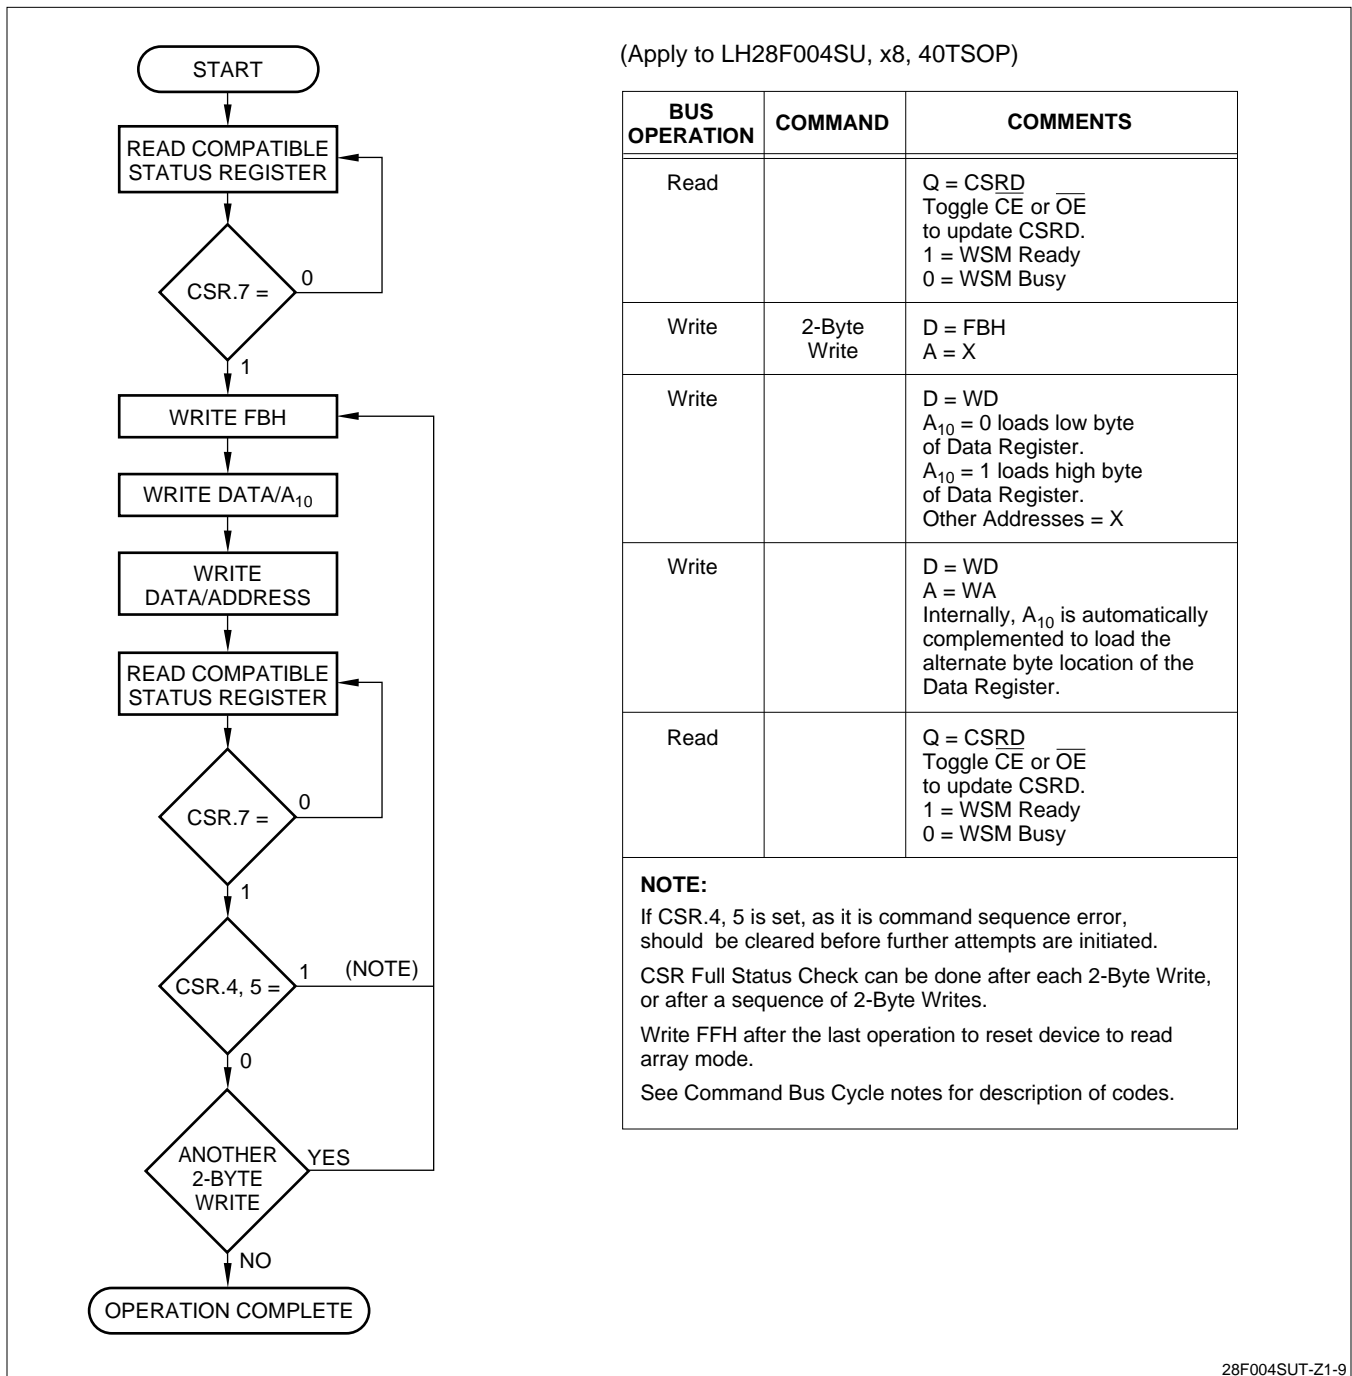 START
READ COMPATIBLE
STATUS REGISTER
CSR.7 =
0
1
WRITE FBH
WRITE DATA/A10
WRITE
DATA/ADDRESS
READ COMPATIBLE
STATUS REGISTER
CSR.7 =
0
1
CSR.4, 5 =
1
(NOTE)
0
ANOTHER
2-BYTE
WRITE
YES
NO
OPERATION COMPLETE
(Apply to LH28F004SU, x8, 40TSOP)
BUS
OPERATION
COMMAND
COMMENTS
Read
Q = CSRD
Toggle C̅E̅ or O̅E̅
to update CSRD.
1 = WSM Ready
0 = WSM Busy
Write
2-Byte
Write
D = FBH
A = X
Write
D = WD
A10 = 0 loads low byte
of Data Register.
A10 = 1 loads high byte
of Data Register.
Other Addresses = X
Write
D = WD
A = WA
Internally, A10 is automatically
complemented to load the
alternate byte location of the
Data Register.
Read
Q = CSRD
Toggle C̅E̅ or O̅E̅
to update CSRD.
1 = WSM Ready
0 = WSM Busy
NOTE:
If CSR.4, 5 is set, as it is command sequence error,
should be cleared before further attempts are initiated.
CSR Full Status Check can be done after each 2-Byte Write,
or after a sequence of 2-Byte Writes.
Write FFH after the last operation to reset device to read
array mode.
See Command Bus Cycle notes for description of codes.
28F004SUT-Z1-9